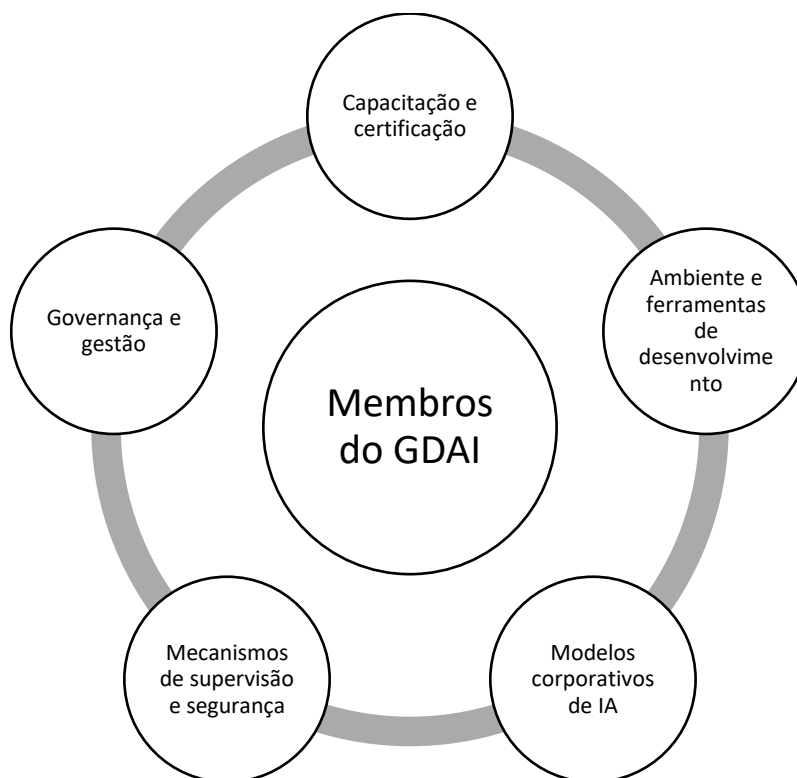 Capacitação e
certificação
Ambiente e
ferramentas
de
desenvolvime
nto
Governança e
gestão
Membros
do GDAI
Mecanismos
de supervisão
e segurança
Modelos
corporativos
de IA